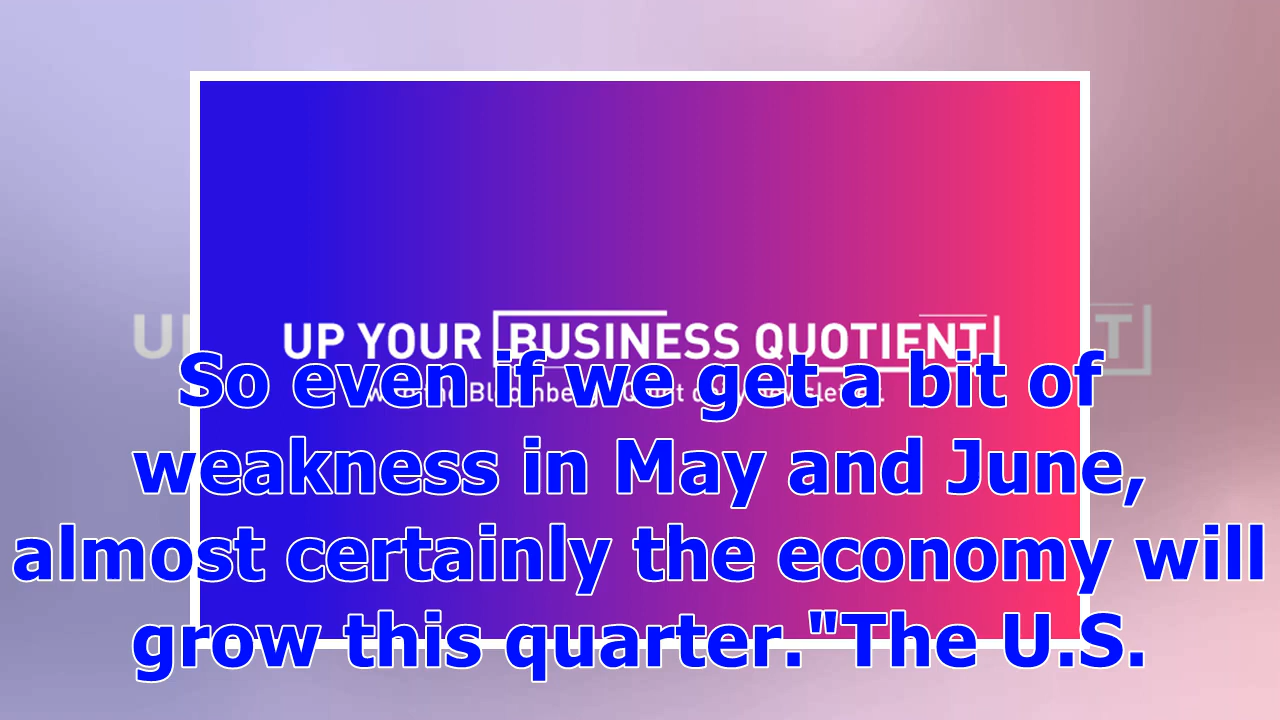 UP YOUR BUSINESS QUOTIENT
So even if we get a bit of
weakness in May and June,
almost certainly the economy will
grow this quarter."The U.S.